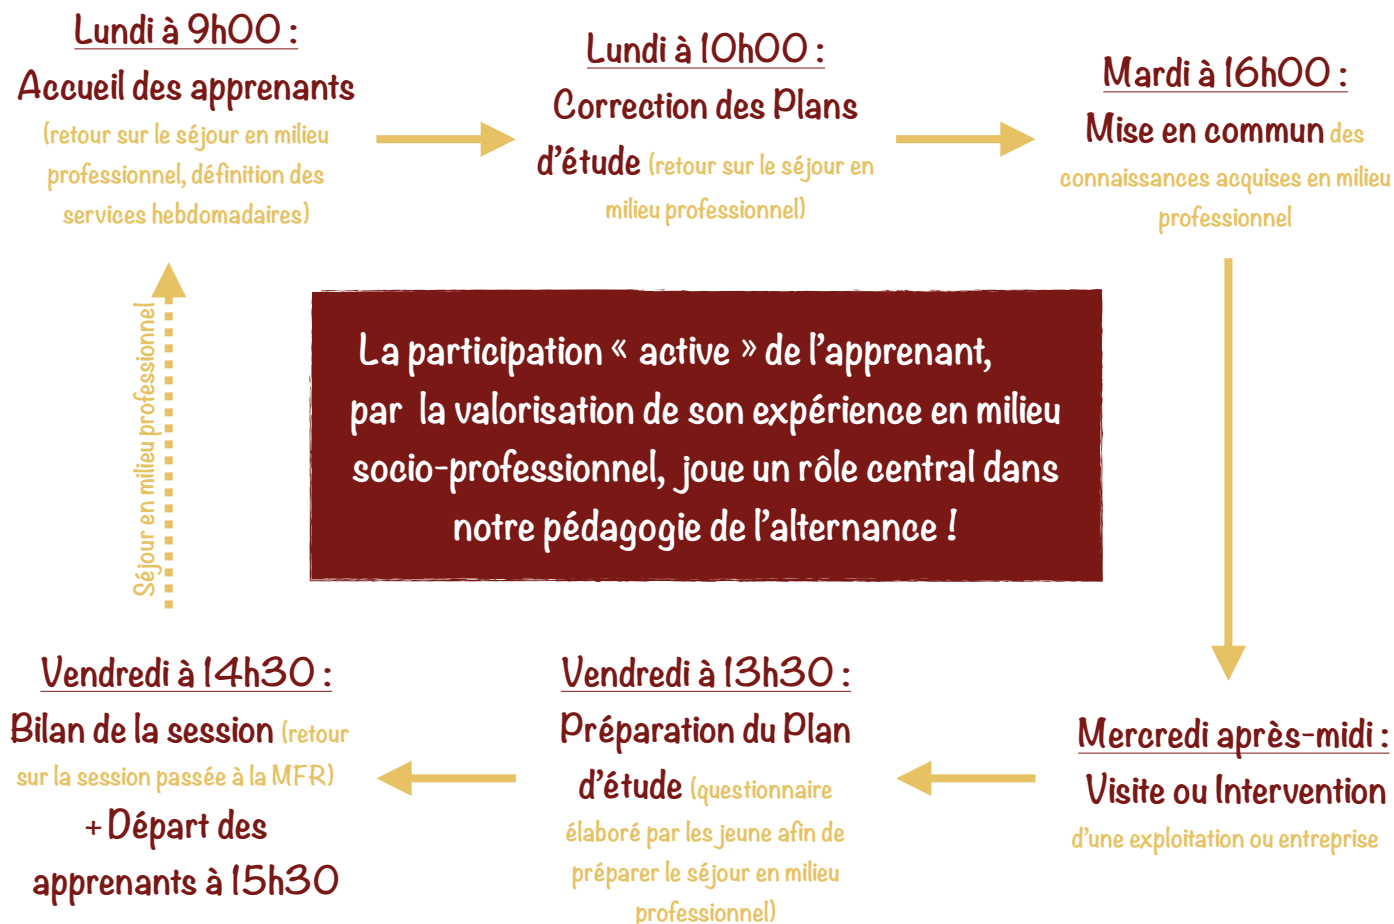 Lundi à 9h00 :
Accueil des apprenants
(retour sur le séjour en milieu
professionnel, définition des
services hebdomadaires)
Lundi à 10h00 :
Correction des Plans
d'étude (retour sur le séjour en
milieu professionnel)
Mardi à 16h00 :
Mise en commun des
connaissances acquises en milieu
professionnel
Séjour en milieu professionnel
La participation « active » de l'apprenant,
par la valorisation de son expérience en milieu
socio-professionnel, joue un rôle central dans
notre pédagogie de l'alternance !
Vendredi à 14h30 :
Bilan de la session (retour
sur la session passée à la MFR)
+ Départ des
apprenants à 15h30
Vendredi à 13h30 :
Préparation du Plan
d'étude (questionnaire
élaboré par les jeune afin de
préparer le séjour en milieu
professionnel)
Mercredi après-midi :
Visite ou Intervention
d'une exploitation ou entreprise